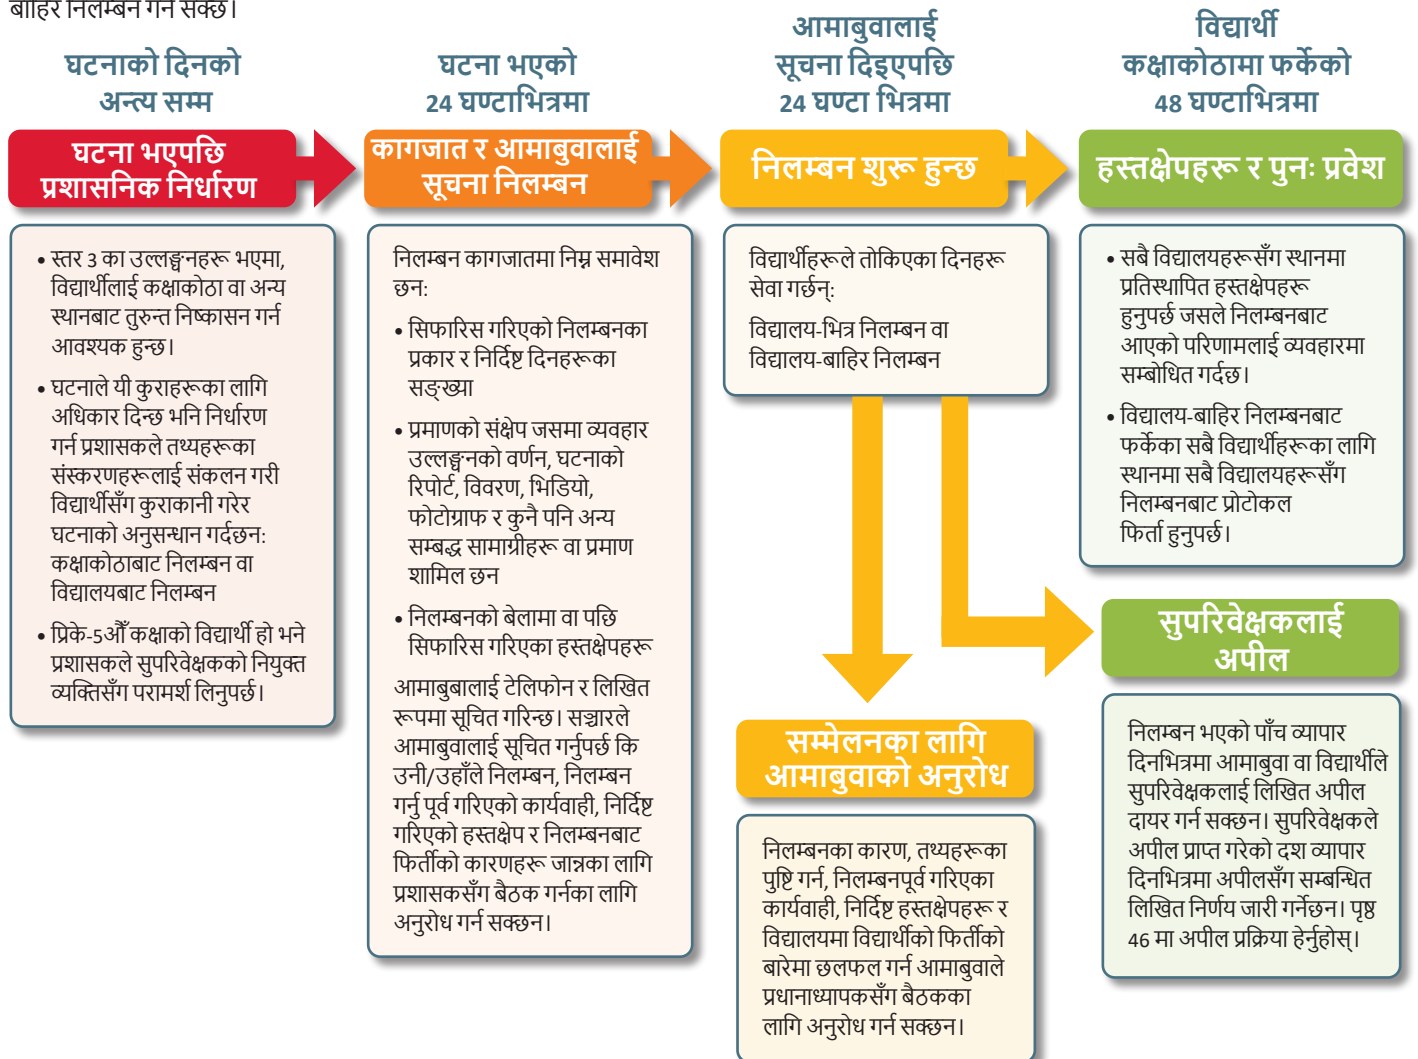 बाहिर निलम्बन गर्न सक्छ।
घटनाको दिनको
अन्त्य सम्म
घटना भएपछि
प्रशासनिक निर्धारण
• स्तर 3 का उल्लङ्घनहरू भएमा,
विद्यार्थीलाई कक्षाकोठा वा अन्य
स्थानबाट तुरुन्त निष्कासन गर्न
आवश्यक हुन्छ।
• घटनाले यी कुराहरूका लागि
अधिकार दिन्छ भनि निर्धारण
गर्न प्रशासकले तथ्यहरूका
संस्करणहरूलाई संकलन गरी
विद्यार्थीसँग कुराकानी गरेर
घटनाको अनुसन्धान गर्दछन:
कक्षाकोठाबाट निलम्बन वा
विद्यालयबाट निलम्बन
• प्रिके-5औँ कक्षाको विद्यार्थी हो भने
प्रशासकले सुपरिवेक्षकको नियुक्त
व्यक्तिसँग परामर्श लिनुपर्छ।
घटना भएको
24 घण्टाभित्रमा
कागजात र आमाबुवालाई
सूचना निलम्बन
निलम्बन कागजातमा निम्न समावेश
छन:
• सिफारिस गरिएको निलम्बनका
प्रकार र निर्दिष्ट दिनहरूका
सङ्ख्या
• प्रमाणको संक्षेप जसमा व्यवहार
उल्लङ्घनको वर्णन, घटनाको
रिपोर्ट, विवरण, भिडियो,
फोटोग्राफ र कुनै पनि अन्य
सम्बद्ध सामाग्रीहरू वा प्रमाण
शामिल छन
• निलम्बनको बेलामा वा पछि
सिफारिस गरिएका हस्तक्षेपहरू
आमाबुबालाई टेलिफोन र लिखित
रूपमा सूचित गरिन्छ। सञ्चारले
आमाबुवालाई सूचित गर्नुपर्छ कि
उनी/उहाँले निलम्बन, निलम्बन
गर्नु पूर्व गरिएको कार्यवाही, निर्दिष्ट
गरिएको हस्तक्षेप र निलम्बनबाट
फिर्तीको कारणहरू जान्नका लागि
प्रशासकसँग बैठक गर्नका लागि
अनुरोध गर्न सक्छन।
आमाबुवालाई
सूचना दिइएपछि
24 घण्टा भित्रमा
निलम्बन शुरू हुन्छ
विद्यार्थीहरूले तोकिएका दिनहरू
सेवा गर्छन्:
विद्यालय-भित्र निलम्बन वा
विद्यालय-बाहिर निलम्बन
सम्मेलनका लागि
आमाबुवाको अनुरोध
निलम्बनका कारण, तथ्यहरूका
पुष्टि गर्न, निलम्बनपूर्व गरिएका
कार्यवाही, निर्दिष्ट हस्तक्षेपहरू र
विद्यालयमा विद्यार्थीको फिर्तीको
बारेमा छलफल गर्न आमाबुवाले
प्रधानाध्यापकसँग बैठकका
लागि अनुरोध गर्न सक्छन।
विद्यार्थी
कक्षाकोठामा फर्केको
48 घण्टाभित्रमा
हस्तक्षेपहरू र पुनः प्रवेश
• सबै विद्यालयहरूसँग स्थानमा
प्रतिस्थापित हस्तक्षेपहरू
हुनुपर्छ जसले निलम्बनबाट
आएको परिणामलाई व्यवहारमा
सम्बोधित गर्दछ।
• विद्यालय-बाहिर निलम्बनबाट
फर्केका सबै विद्यार्थीहरूका लागि
स्थानमा सबै विद्यालयहरूसँग
निलम्बनबाट प्रोटोकल
फिर्ता हुनुपर्छ।
सुपरिवेक्षकलाई
अपील
निलम्बन भएको पाँच व्यापार
दिनभित्रमा आमाबुवा वा विद्यार्थीले
सुपरिवेक्षकलाई लिखित अपील
दायर गर्न सक्छन। सुपरिवेक्षकले
अपील प्राप्त गरेको दश व्यापार
दिनभित्रमा अपीलसँग सम्बन्धित
लिखित निर्णय जारी गर्नेछन। पृष्ठ
46 मा अपील प्रक्रिया हेर्नुहोस्।